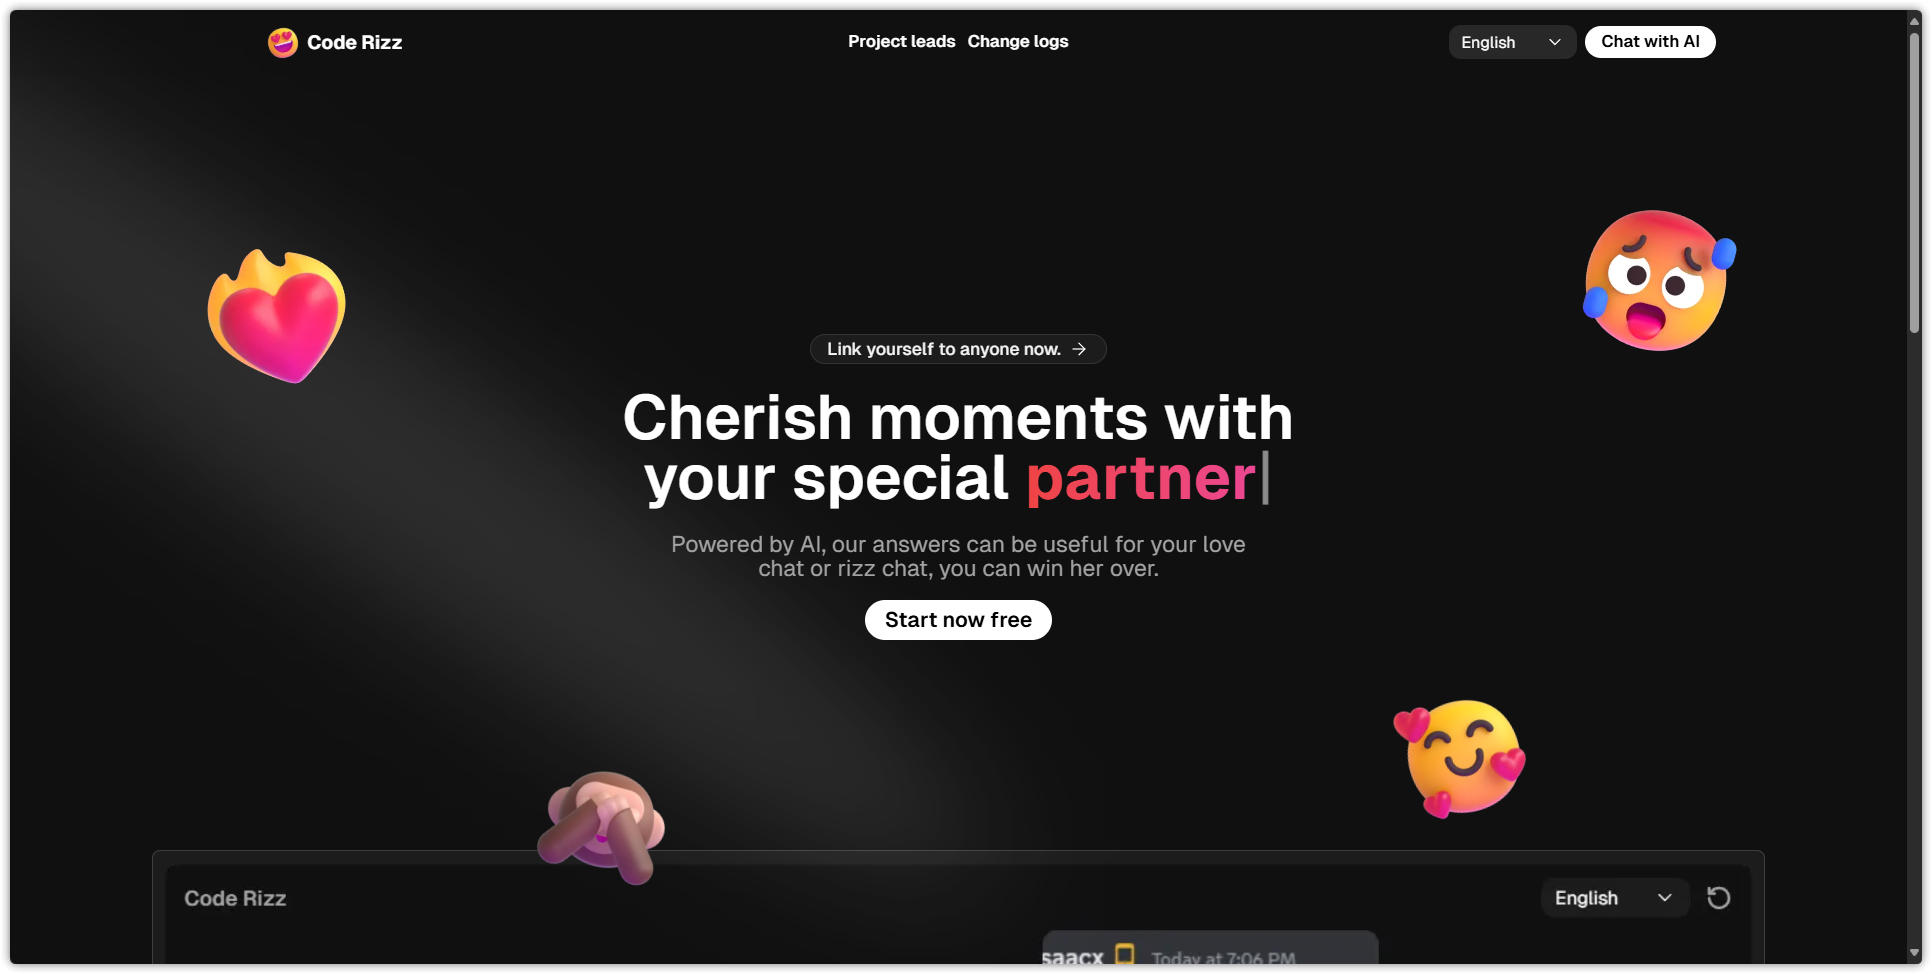 Code Rizz
Project leads Change logs
English
Chat with AI
Link yourself to anyone now.
Cherish moments with
your special partner
Powered by AI, our answers can be useful for your love
chat or rizz chat, you can win her over.
Start now free
Code Rizz
English
saacx Today at 7:06 PM